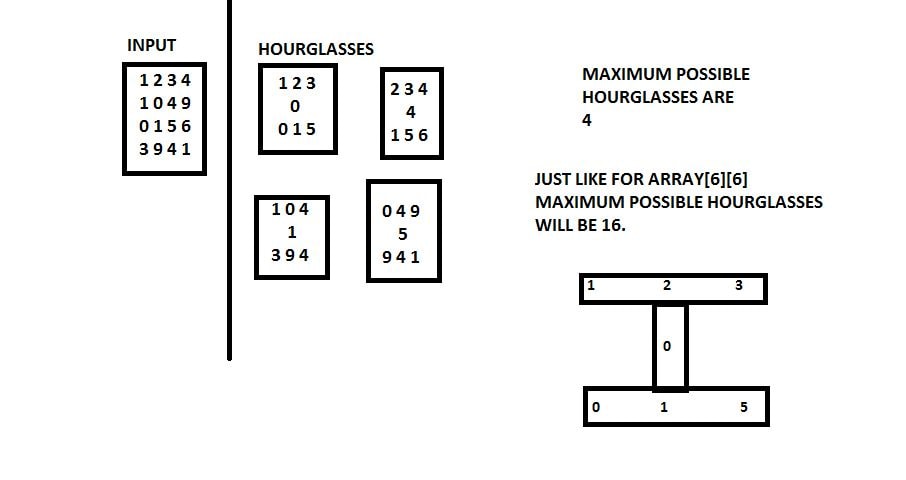 INPUT
1 2 3 4
1 0 4 9
0 1 5 6
3 9 4 1
HOURGLASSES
1 2 3
0
0 1 5
2 3 4
4
1 5 6
1 0 4
1
3 9 4
0 4 9
5
9 4 1
MAXIMUM POSSIBLE
HOURGLASSES ARE
4
JUST LIKE FOR ARRAY[6][6]
MAXIMUM POSSIBLE HOURGLASSES
WILL BE 16.
1 2 3
0
0 1 5